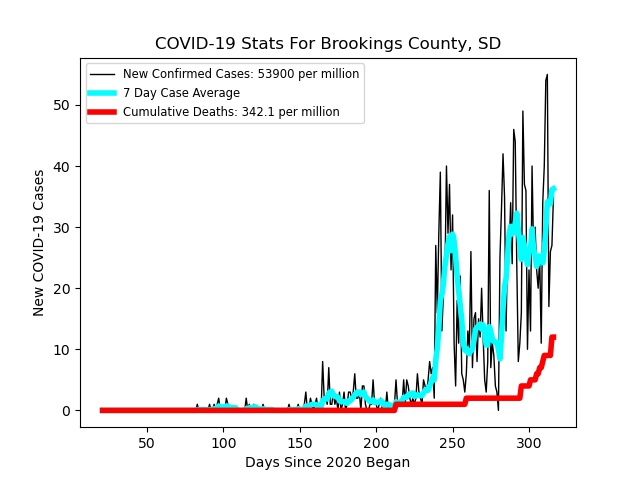 COVID-19 Stats For Brookings County, SD
New Confirmed Cases: 53900 per million
7 Day Case Average
Cumulative Deaths: 342.1 per million
New COVID-19 Cases
50
40
30
20
10
0
50 100 150 200 250 300
Days Since 2020 Began